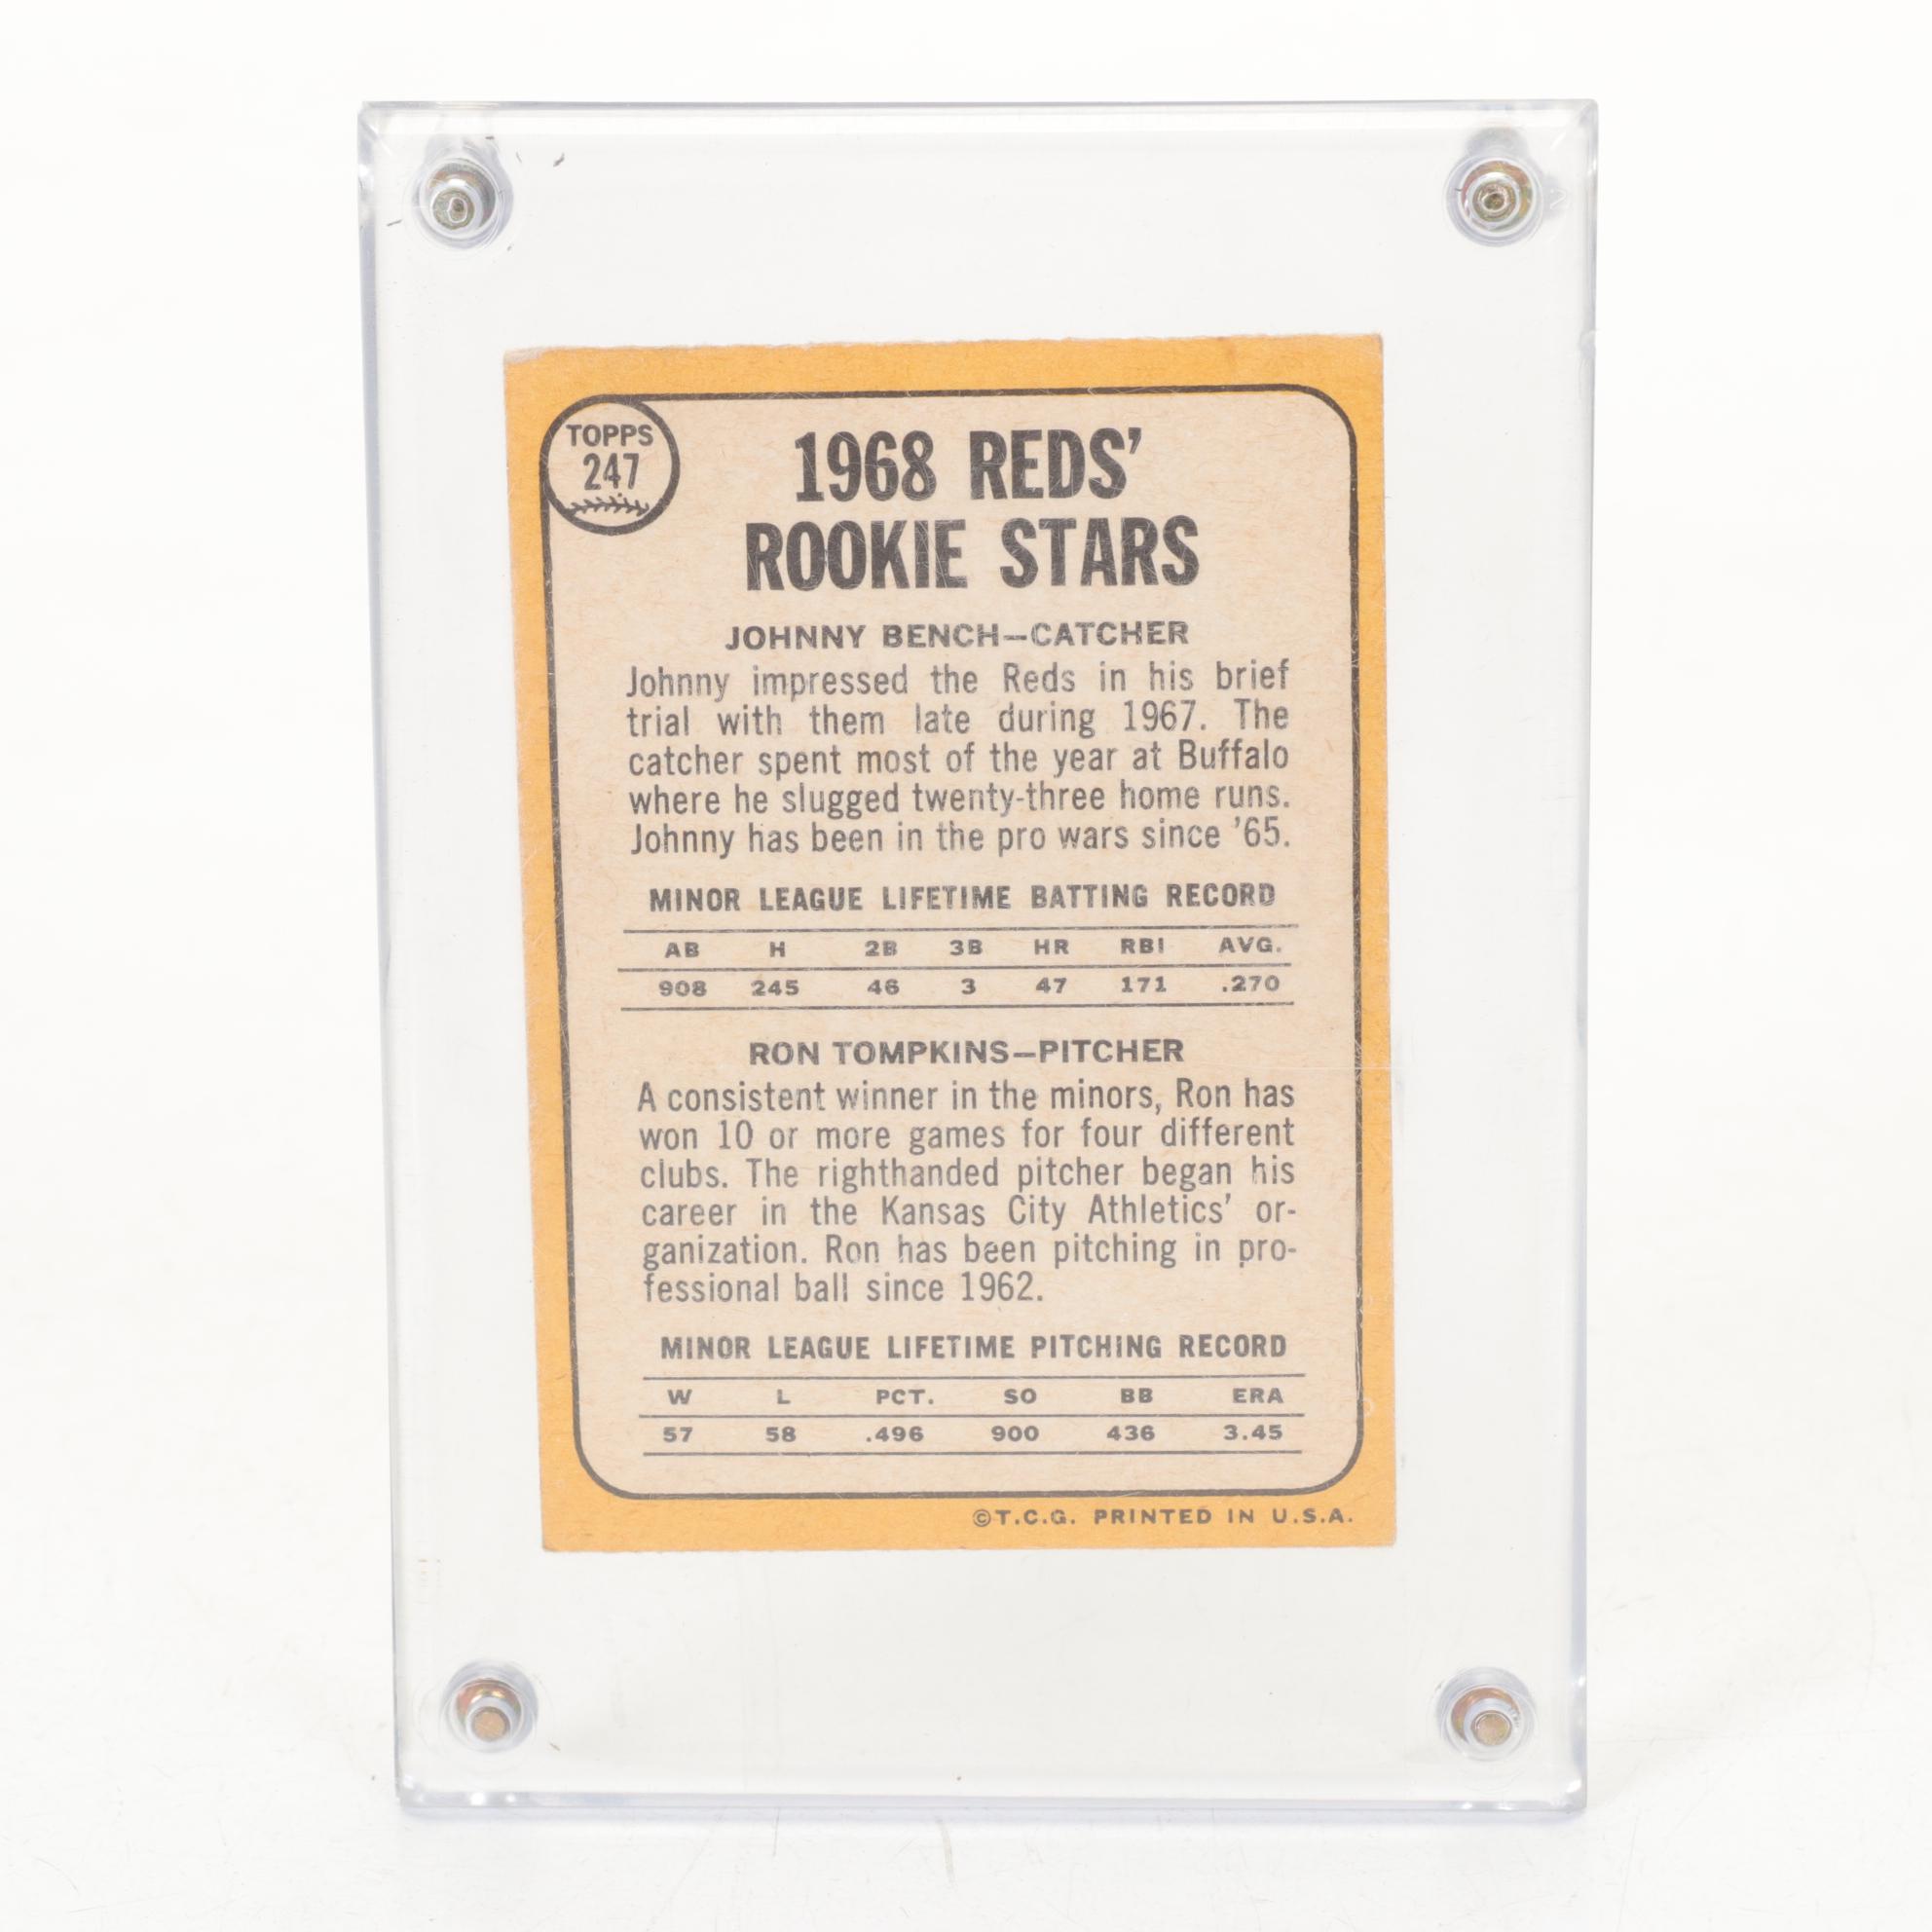 TOPPS
247
1968 REDS'
ROOKIE STARS
JOHNNY BENCH—CATCHER
Johnny impressed the Reds in his brief
trial with them late during 1967. The
catcher spent most of the year at Buffalo
where he slugged twenty-three home runs.
Johnny has been in the pro wars since '65.
MINOR LEAGUE LIFETIME BATTING RECORD
AB H 2B 3B HR RBI AVG.
908 245 46 3 47 171 .270
RON TOMPKINS—PITCHER
A consistent winner in the minors, Ron has
won 10 or more games for four different
clubs. The righthanded pitcher began his
career in the Kansas City Athletics' or-
ganization. Ron has been pitching in pro-
fessional ball since 1962.
MINOR LEAGUE LIFETIME PITCHING RECORD
W L PCT. SO BB ERA
57 58 .496 900 436 3.45
©T.C.G. PRINTED IN U.S.A.